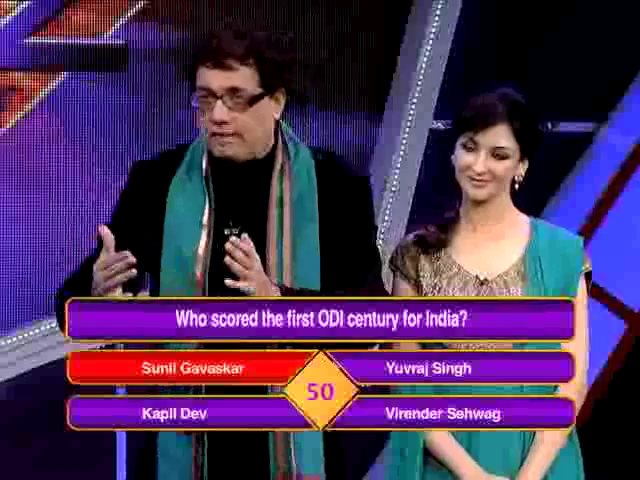 Who scored the first ODI century for India?
Sunil Gavaskar
Yuvraj Singh
50
Kapil Dev
Virender Sehwag